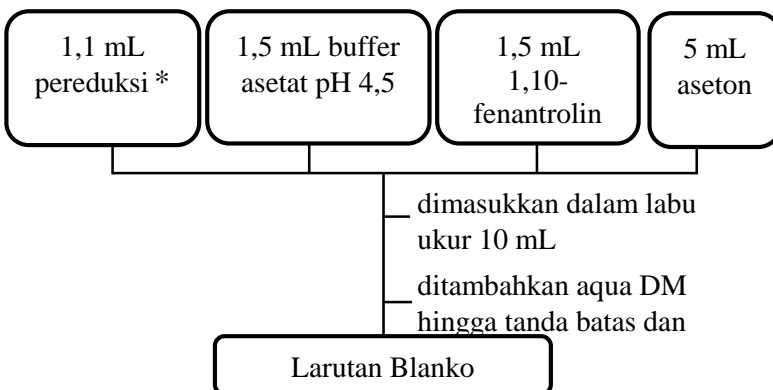 1,1 mL
pereduksi *
1,5 mL buffer
asetat pH 4,5
1,5 mL
1,10-
fenantrolin
5 mL
aseton
dimasukkan dalam labu
ukur 10 mL
ditambahkan aqua DM
hingga tanda batas dan
Larutan Blanko